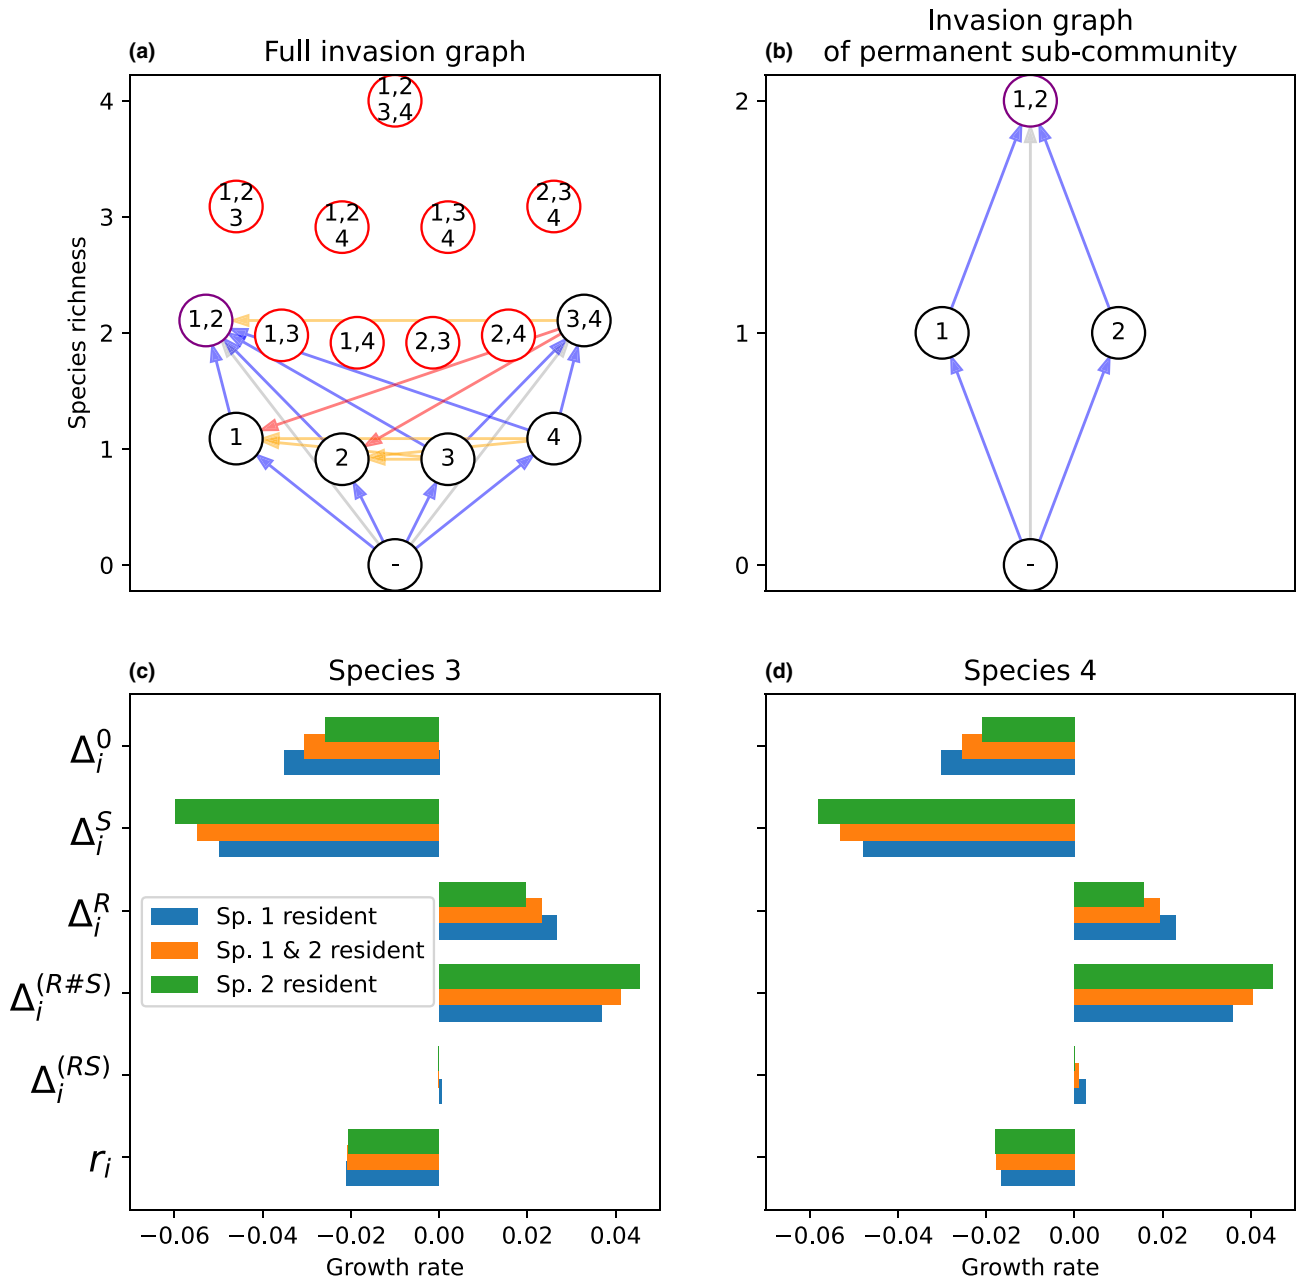 (a) Full invasion graph
Species richness
4
3
2
1
0
1,2
3,4
1,2
3
1,2
4
1,3
4
2,3
4
1,2
1,3
1,4
2,3
2,4
3,4
1
2
3
4
-
Invasion graph
(b) of permanent sub-community
2
1
0
1,2
1
2
-
(c) Species 3
Δ_i^0
Δ_i^S
Δ_i^R
Δ_i^(R#S)
Δ_i^(RS)
r_i
Sp. 1 resident
Sp. 1 & 2 resident
Sp. 2 resident
−0.06 −0.04 −0.02 0.00 0.02 0.04
Growth rate
(d) Species 4
−0.06 −0.04 −0.02 0.00 0.02 0.04
Growth rate